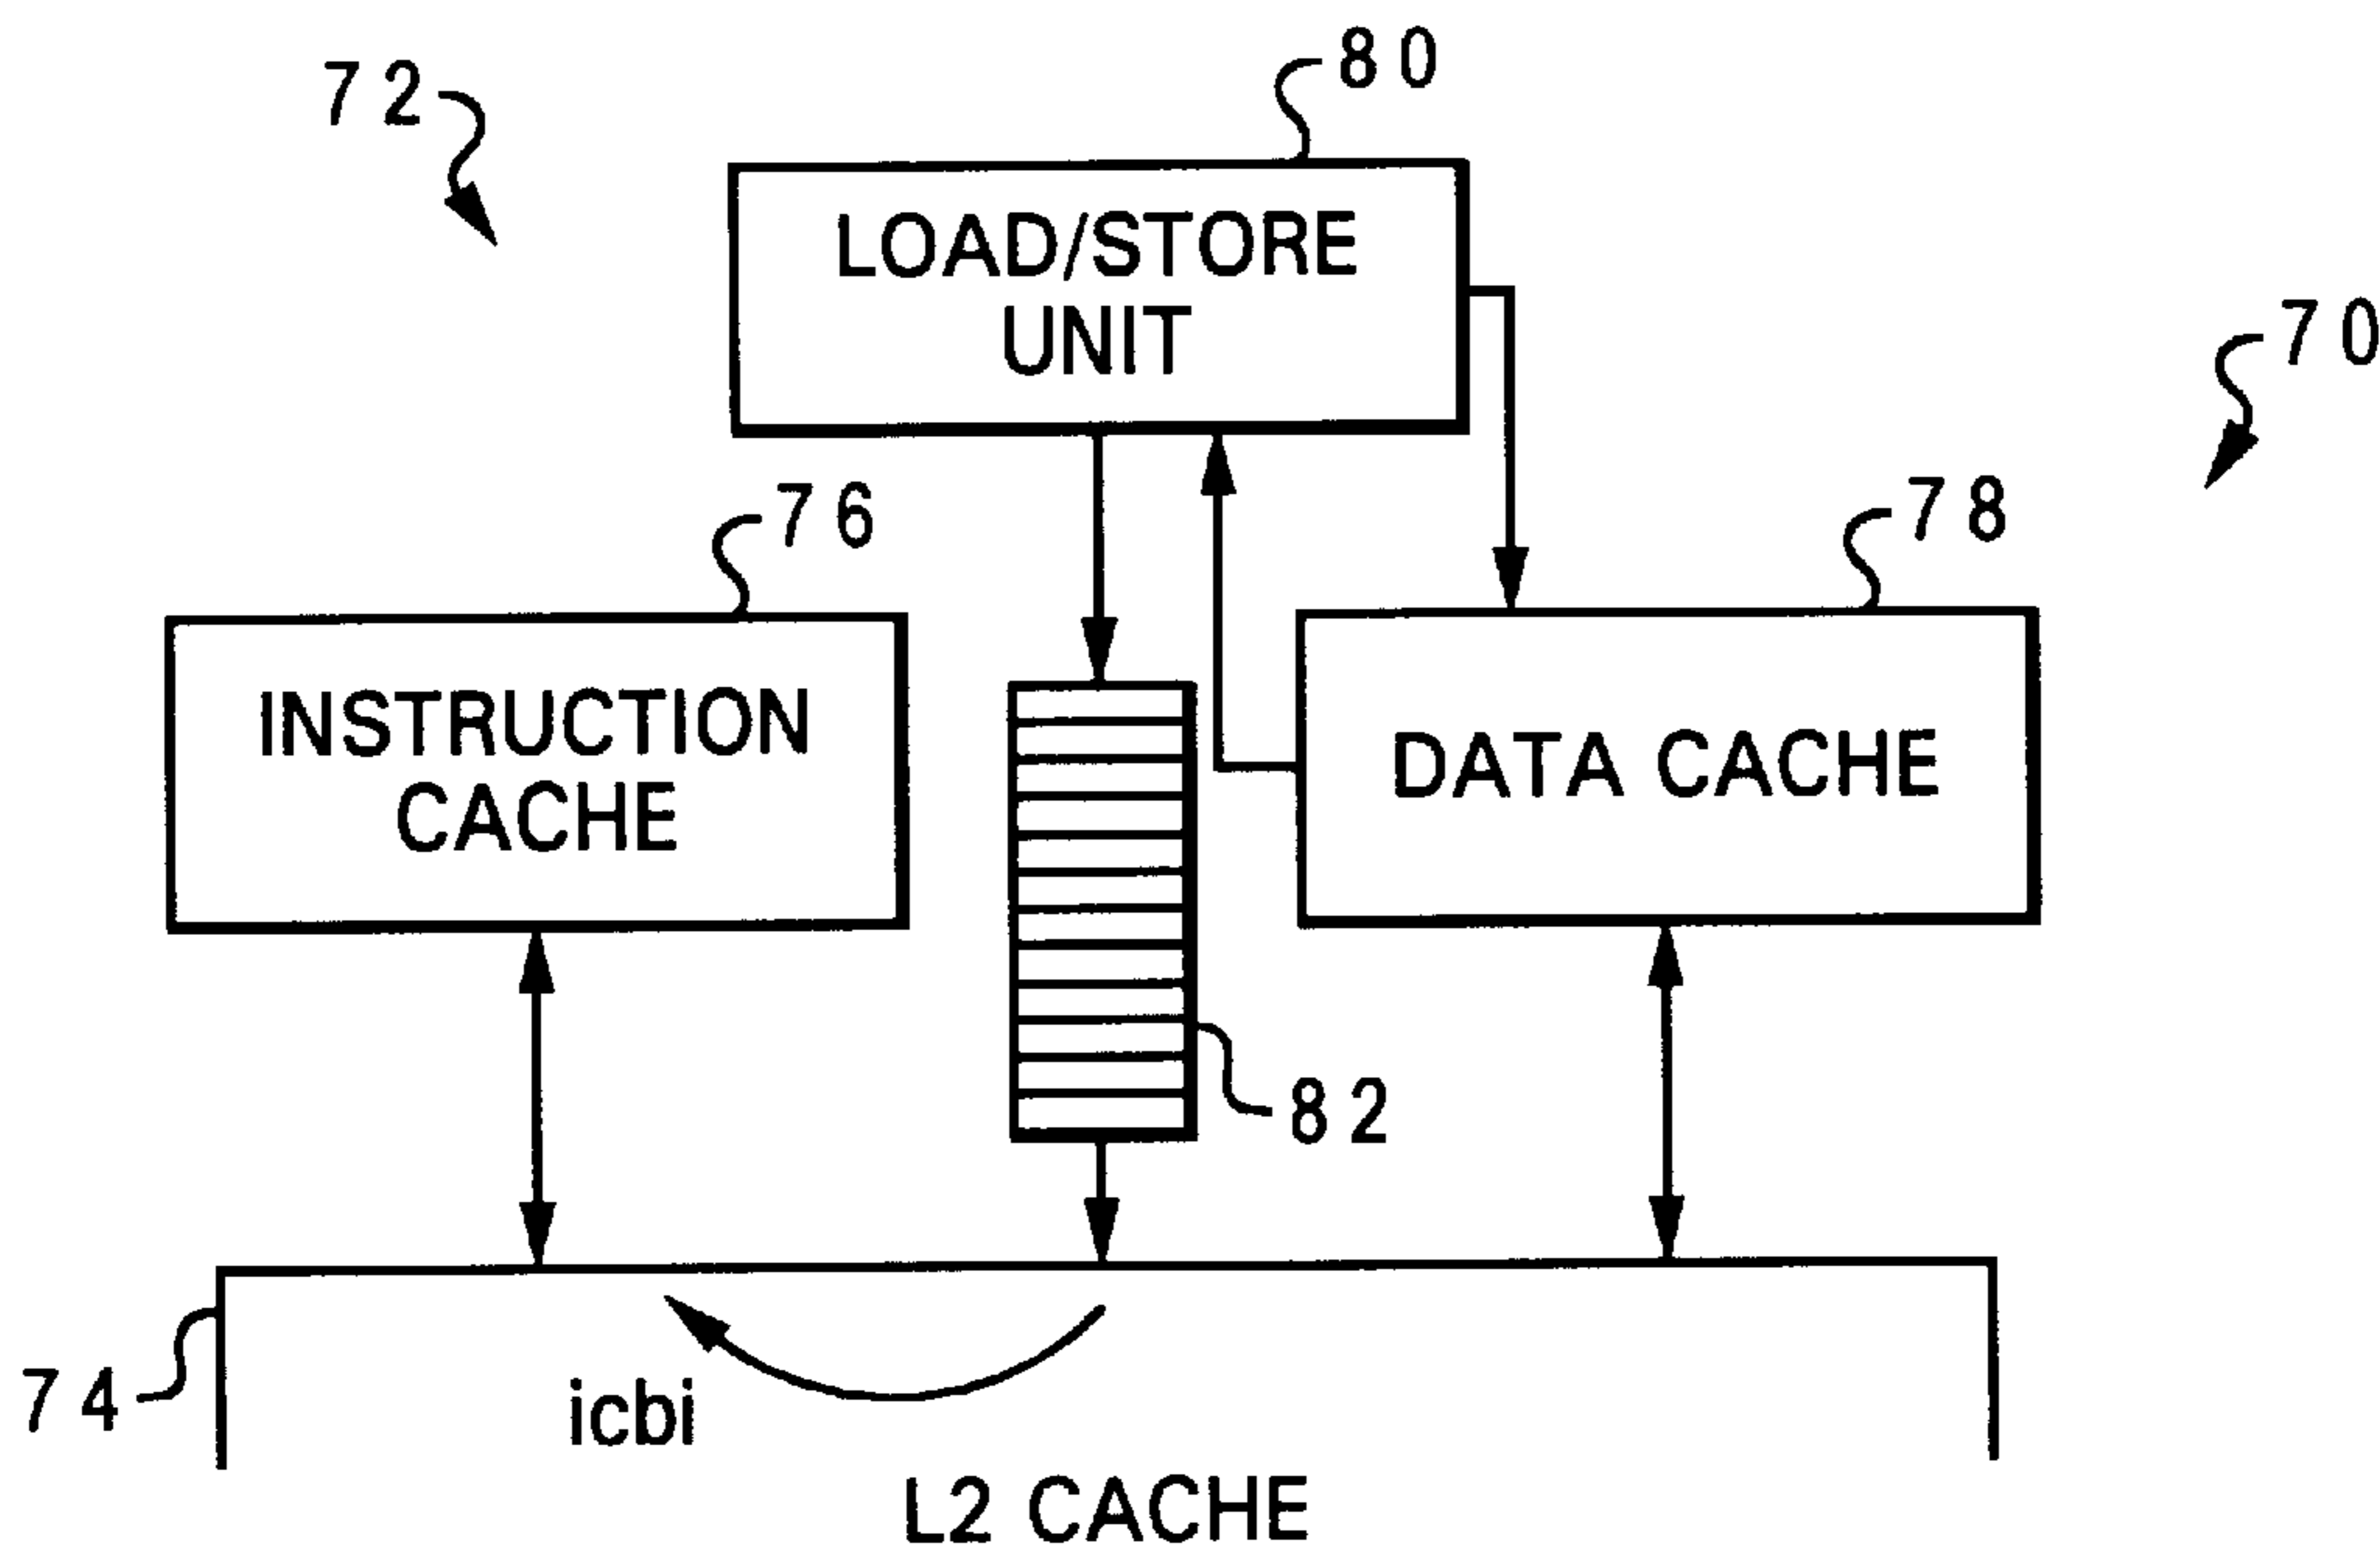 72
80
LOAD/STORE
UNIT
70
76
78
INSTRUCTION
CACHE
DATA CACHE
82
74
icbi
L2 CACHE